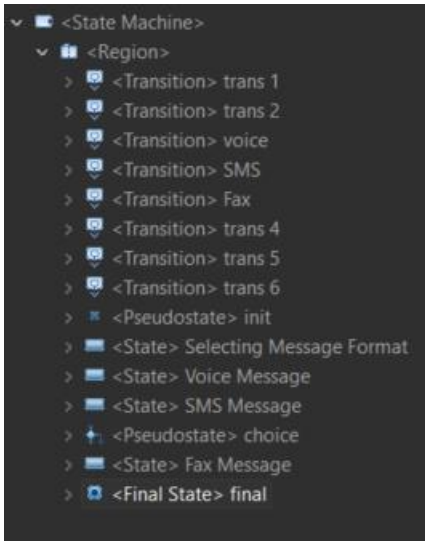 <State Machine>
<Region>
<Transition> trans 1
<Transition> trans 2
<Transition> voice
<Transition> SMS
<Transition> Fax
<Transition> trans 4
<Transition> trans 5
<Transition> trans 6
<Pseudostate> init
<State> Selecting Message Format
<State> Voice Message
<State> SMS Message
<Pseudostate> choice
<State> Fax Message
<Final State> final